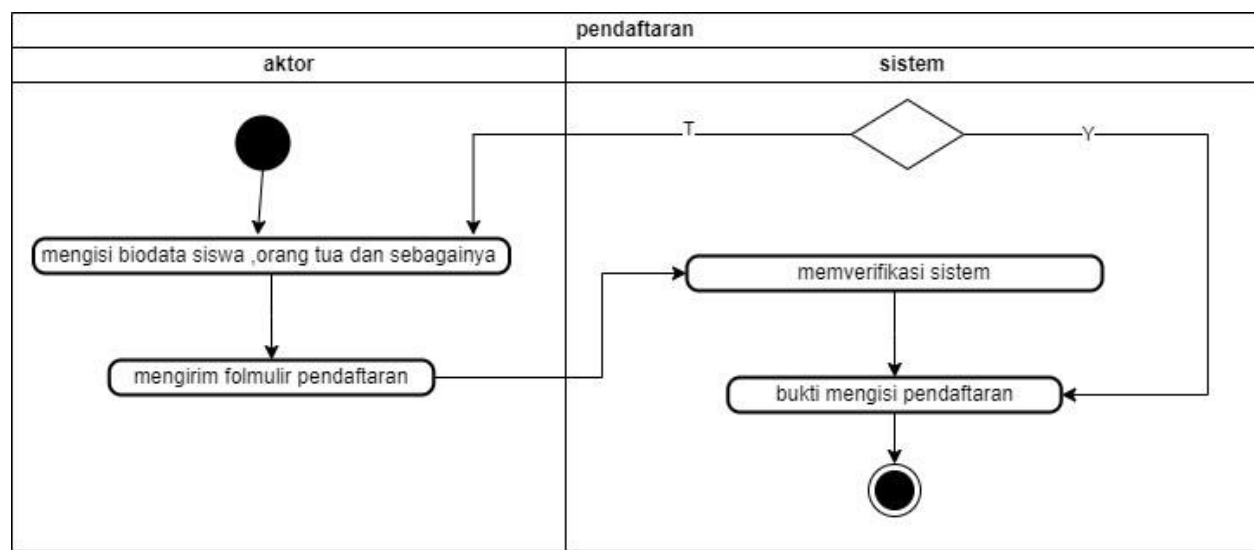 pendaftaran
aktor
sistem
T
Y
mengisi biodata siswa ,orang tua dan sebagainya
memverifikasi sistem
mengirim folmulir pendaftaran
bukti mengisi pendaftaran